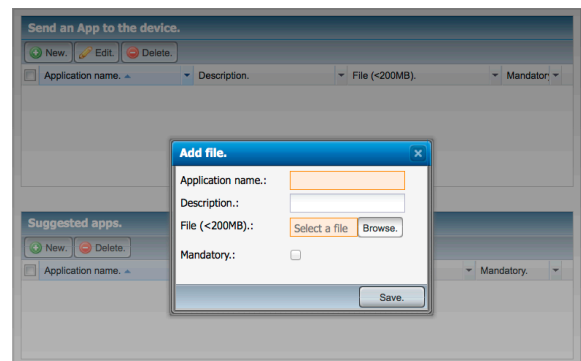 Send an App to the device.
New. Edit. Delete.
Application name. Description. File (<200MB). Mandator
Add file.
Application name.:
Description.:
File (<200MB).: Select a file Browse.
Mandatory.:
Save.
Suggested apps.
New. Delete.
Application name. Mandatory.